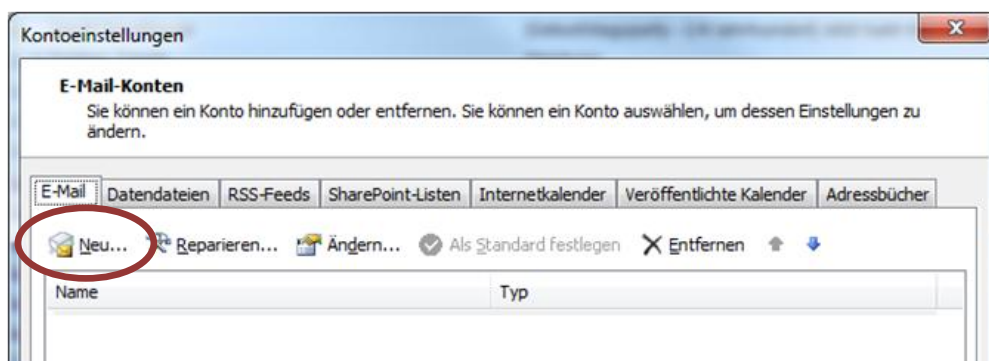 Kontoeinstellungen
E-Mail-Konten
Sie können ein Konto hinzufügen oder entfernen. Sie können ein Konto auswählen, um dessen Einstellungen zu
ändern.
E-Mail Datendateien RSS-Feeds SharePoint-Listen Internetkalender Veröffentlichte Kalender Adressbücher
Neu... Reparieren... Ändern... Als Standard festlegen Entfernen
Name Typ